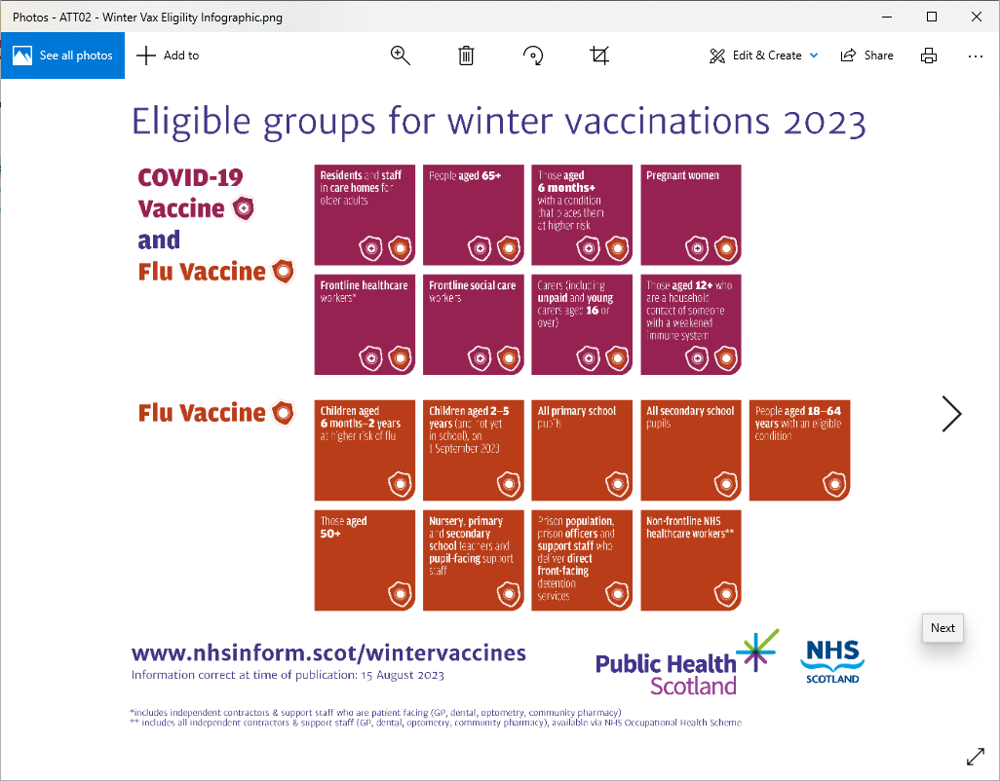 Photos - ATT02 - Winter Vax Eligility Infographic.png
See all photos
Add to
Edit & Create
Share
Eligible groups for winter vaccinations 2023
COVID-19
Vaccine
and
Flu Vaccine
Residents and staff
in care homes for
older adults
People aged 65+
Those aged
6 months+
with a condition
that places them
at higher risk
Pregnant women
Frontline healthcare
workers*
Frontline social care
workers
Carers (including
unpaid and young
carers aged 16 or
over)
Those aged 12+ who
are a household
contact of someone
with a weakened
immune system
Flu Vaccine
Children aged
6 months–2 years
at higher risk of flu
Children aged 2–5
years (and not yet
in school), on
1 September 2023
All primary school
pupils
All secondary school
pupils
People aged 18–64
years with an eligible
condition
Those aged
50+
Nursery, primary
and secondary
school teachers and
pupil-facing support
staff
Prison population,
prison officers and
support staff who
deliver direct
front-facing
detention
services
Non-frontline NHS
healthcare workers**
Next
www.nhsinform.scot/wintervaccines
Information correct at time of publication: 15 August 2023
Public Health
Scotland
NHS
SCOTLAND
*includes independent contractors & support staff who are patient facing (GP, dental, optometry, community pharmacy)
** includes all independent contractors & support staff (GP, dental, optometry, community pharmacy), available via NHS Occupational Health Scheme